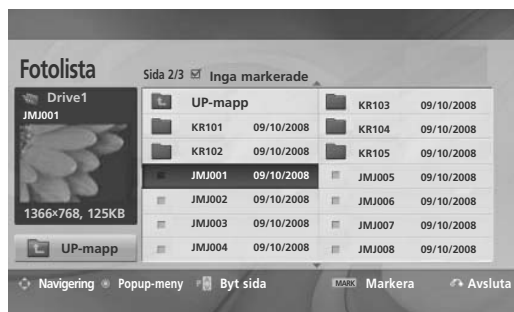 Fotolista
Sida 2/3 Inga markerade
Drive1
JMJ001
1366×768, 125KB
UP-mapp
UP-mapp
KR101 09/10/2008
KR102 09/10/2008
JMJ001 09/10/2008
JMJ002 09/10/2008
JMJ003 09/10/2008
JMJ004 09/10/2008
KR103 09/10/2008
KR104 09/10/2008
KR105 09/10/2008
JMJ005 09/10/2008
JMJ006 09/10/2008
JMJ007 09/10/2008
JMJ008 09/10/2008
Navigering Popup-meny P Byt sida MARK Markera Avsluta